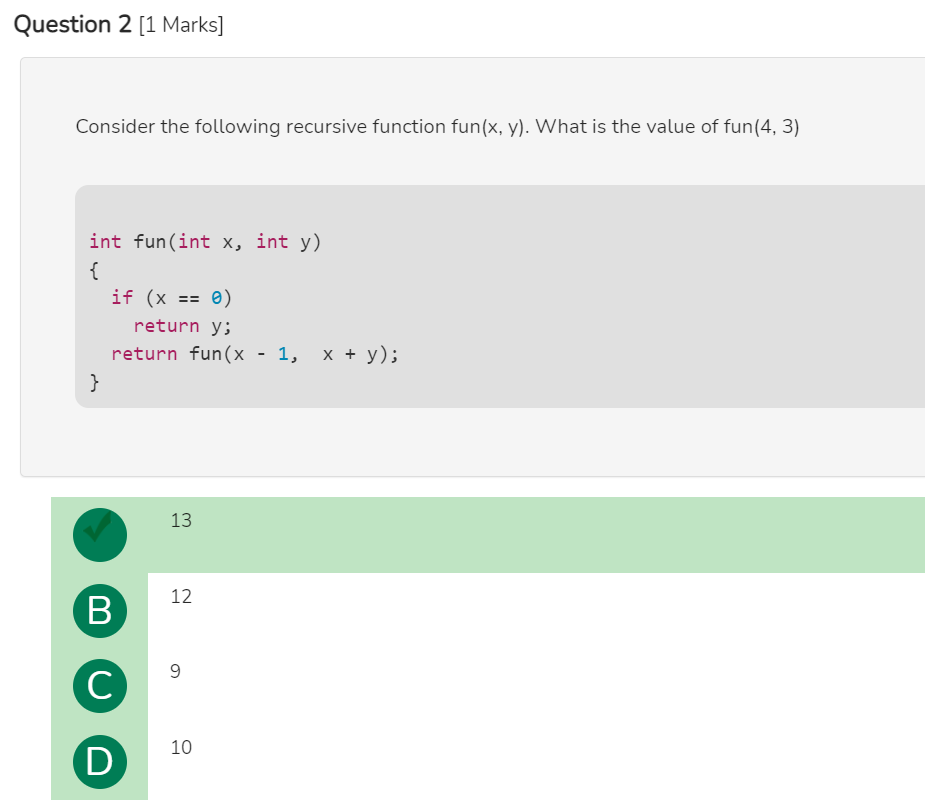 Question 2 [1 Marks]
Consider the following recursive function fun(x, y). What is the value of fun(4, 3)
int fun(int x, int y)
{
  if (x == 0)
    return y;
  return fun(x - 1,  x + y);
}
13
B 12
C 9
D 10